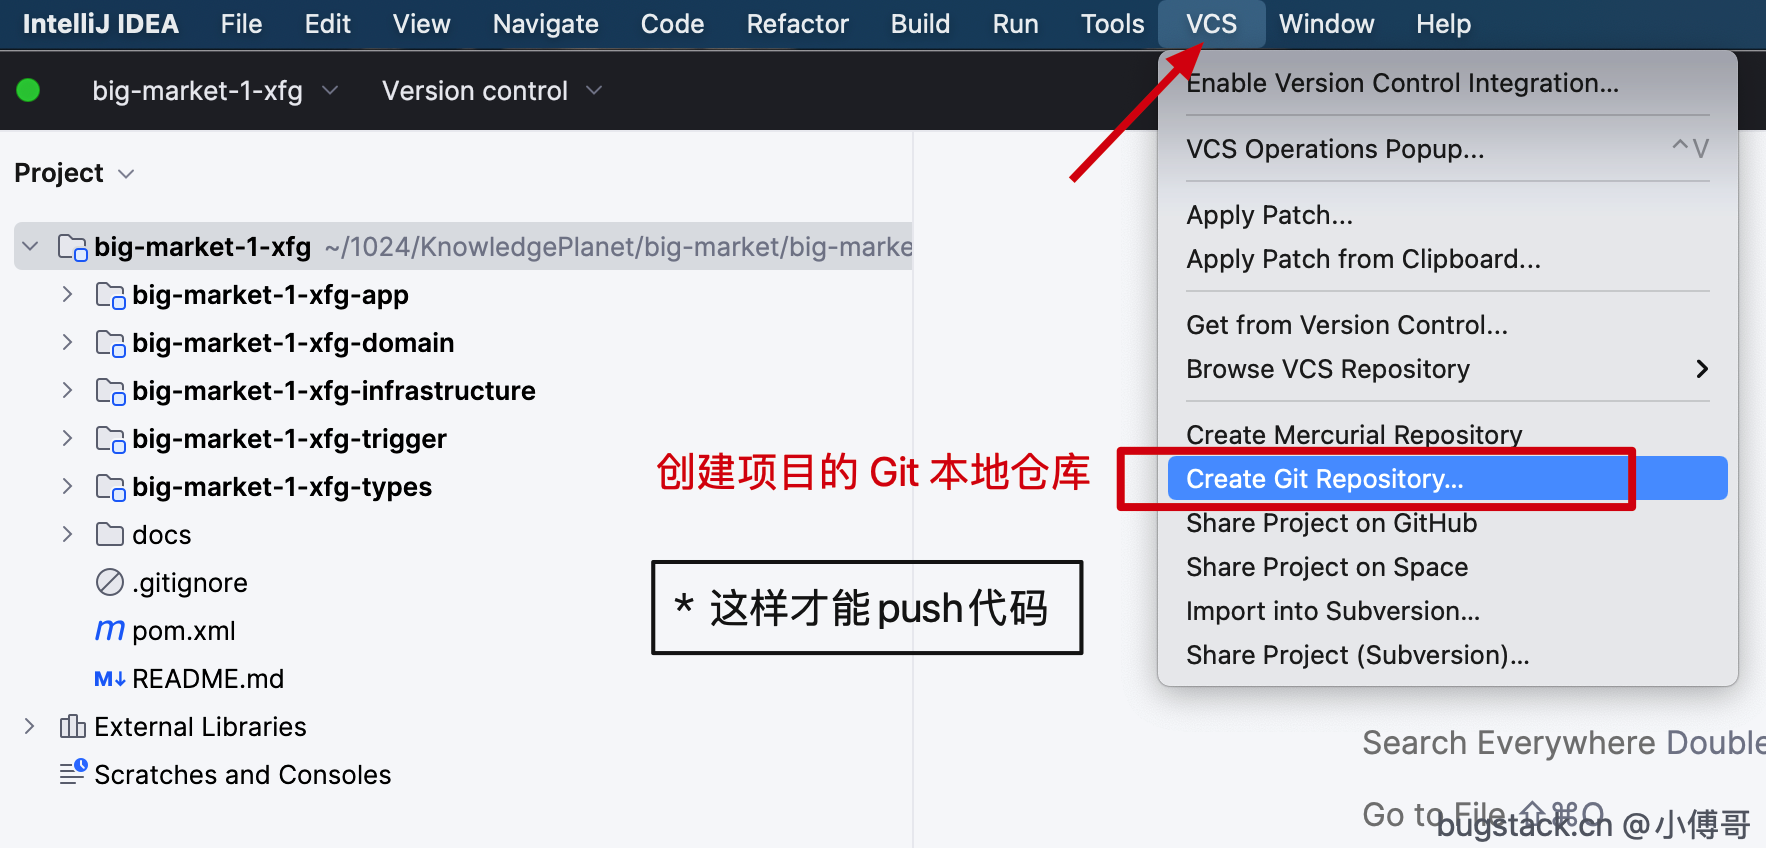 IntelliJ IDEA File Edit View Navigate Code Refactor Build Run Tools VCS Window Help
big-market-1-xfg Version control
Enable Version Control Integration...
VCS Operations Popup... ^V
Apply Patch...
Apply Patch from Clipboard...
Get from Version Control...
Browse VCS Repository
Create Mercurial Repository
Create Git Repository...
Share Project on GitHub
Share Project on Space
Import into Subversion...
Share Project (Subversion)...
Project
big-market-1-xfg ~/1024/KnowledgePlanet/big-market/big-marke
big-market-1-xfg-app
big-market-1-xfg-domain
big-market-1-xfg-infrastructure
big-market-1-xfg-trigger
big-market-1-xfg-types
docs
.gitignore
pom.xml
README.md
External Libraries
Scratches and Consoles
创建项目的 Git 本地仓库
* 这样才能push代码
Search Everywhere Double
Go to File ⇧⌘O
bugstack.cn @小傅哥